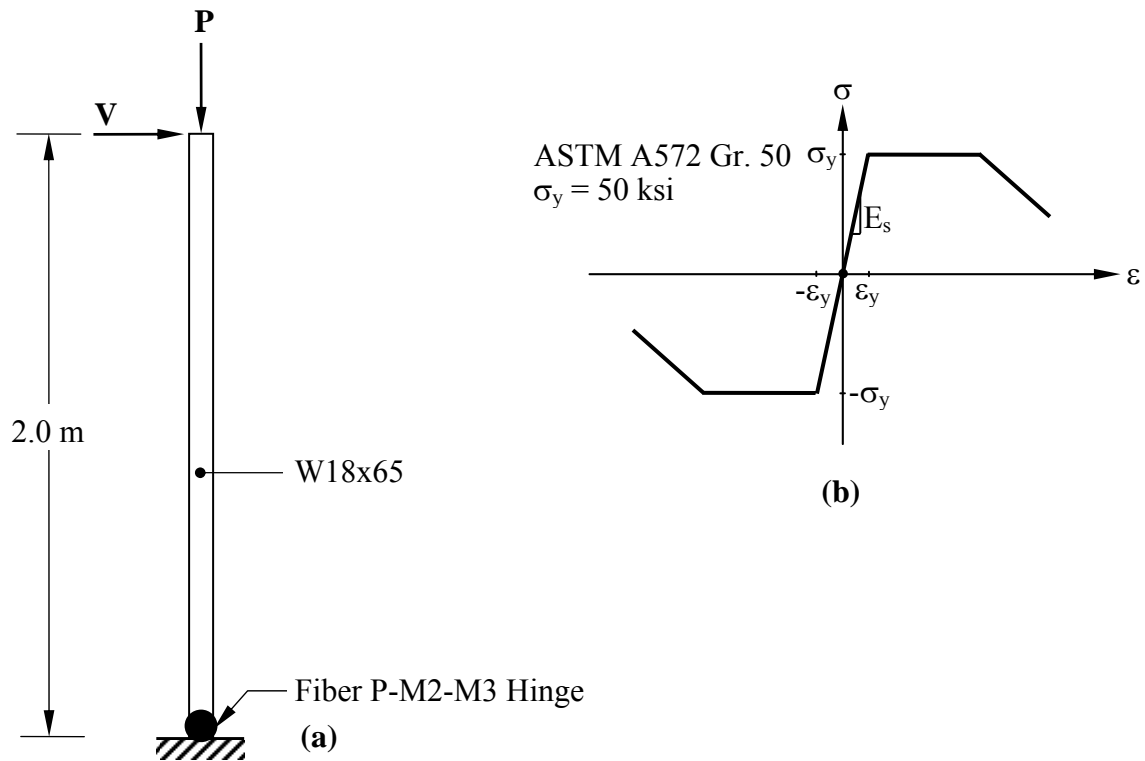 P
V
2.0 m
W18x65
Fiber P-M2-M3 Hinge
(a)
σ
ASTM A572 Gr. 50
σy = 50 ksi
σy
Es
ε
-εy
εy
-σy
(b)